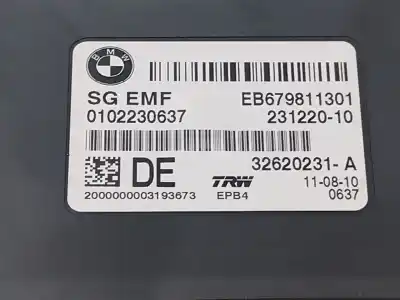 BMW
SG EMF EB679811301
0102230637 231220-10
32620231- A
DE TRW 11-08-10
2000000003193673 EPB4 0637